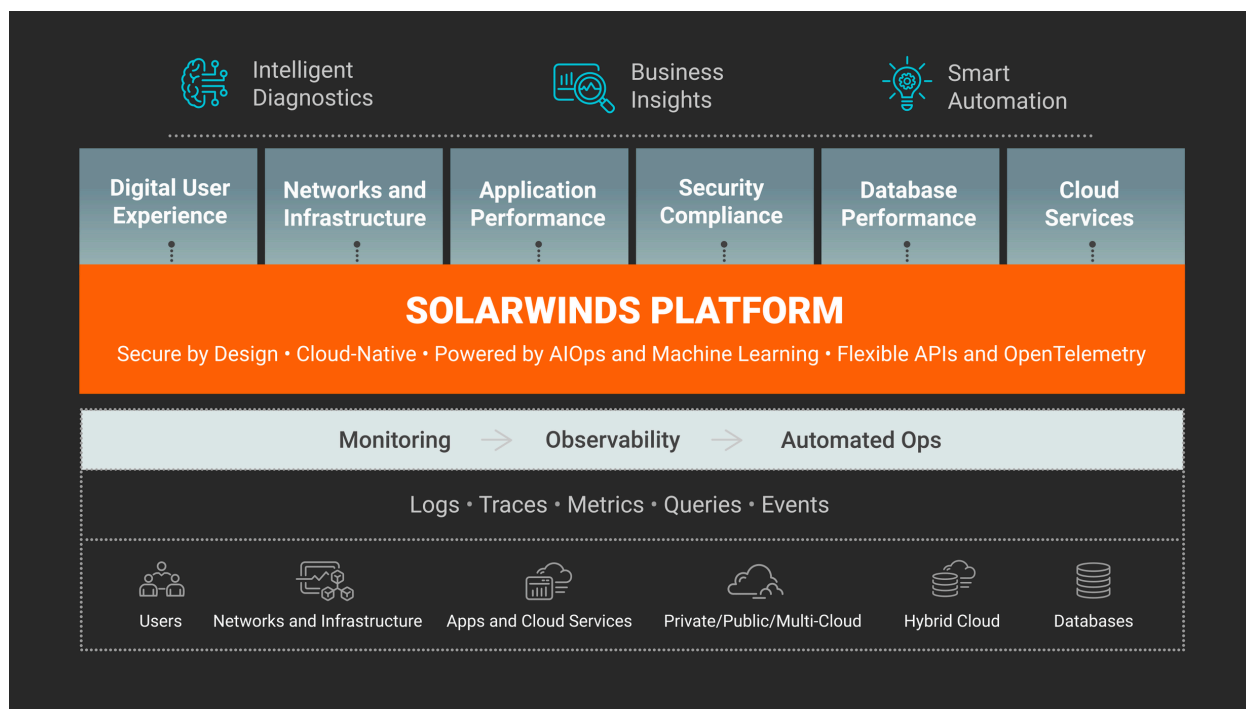 Intelligent
Diagnostics
Business
Insights
Smart
Automation
Digital User
Experience
Networks and
Infrastructure
Application
Performance
Security
Compliance
Database
Performance
Cloud
Services
SOLARWINDS PLATFORM
Secure by Design • Cloud-Native • Powered by AIOps and Machine Learning • Flexible APIs and OpenTelemetry
Monitoring → Observability → Automated Ops
Logs • Traces • Metrics • Queries • Events
Users
Networks and Infrastructure
Apps and Cloud Services
Private/Public/Multi-Cloud
Hybrid Cloud
Databases